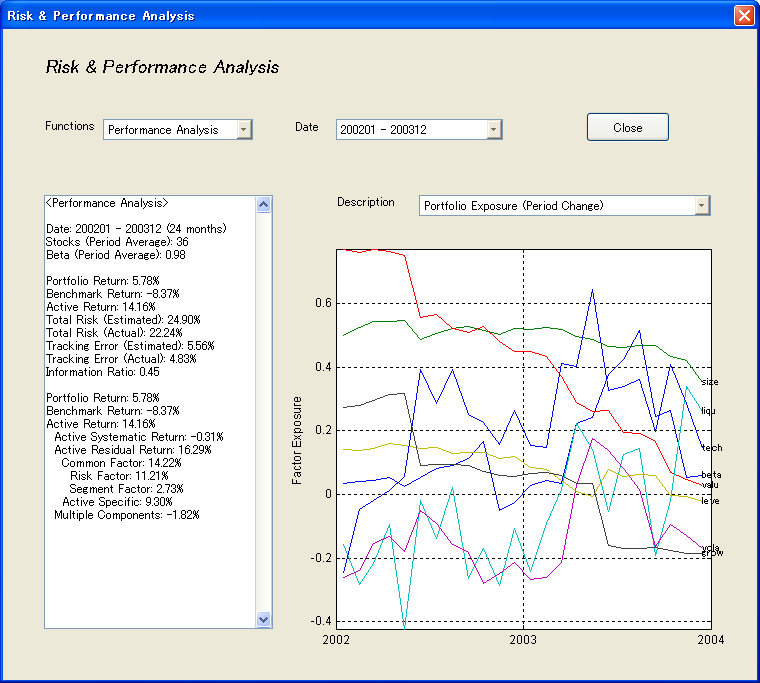 Risk & Performance Analysis
Risk & Performance Analysis
Functions
Performance Analysis
Date
200201 - 200312
Close
<Performance Analysis>
Date: 200201 - 200312 (24 months)
Stocks (Period Average): 36
Beta (Period Average): 0.98
Portfolio Return: 5.78%
Benchmark Return: -8.37%
Active Return: 14.16%
Total Risk (Estimated): 24.90%
Total Risk (Actual): 22.24%
Tracking Error (Estimated): 5.56%
Tracking Error (Actual): 4.83%
Information Ratio: 0.45
Portfolio Return: 5.78%
Benchmark Return: -8.37%
Active Return: 14.16%
Active Systematic Return: -0.31%
Active Residual Return: 16.29%
Common Factor: 14.22%
Risk Factor: 11.21%
Segment Factor: 2.73%
Active Specific: 9.30%
Multiple Components: -1.82%
Description
Portfolio Exposure (Period Change)
Factor Exposure
0.6
0.4
0.2
0
-0.2
-0.4
2002
2003
2004
size
liqu
tech
beta
valu
leve
vola
grow